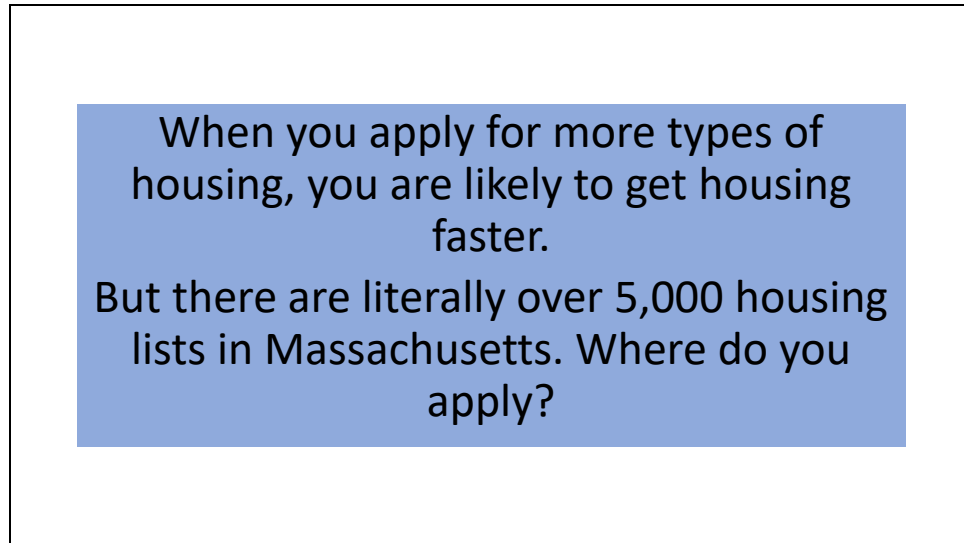 When you apply for more types of
housing, you are likely to get housing
faster.
But there are literally over 5,000 housing
lists in Massachusetts. Where do you
apply?